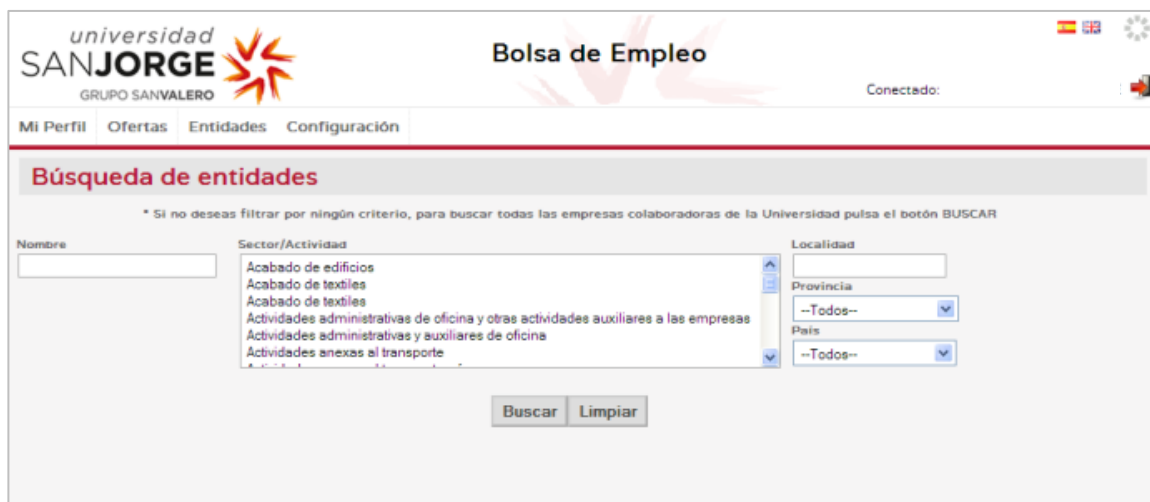 universidad
SANJORGE
GRUPO SANVALERO
Bolsa de Empleo
Conectado:
Mi Perfil Ofertas Entidades Configuración
Búsqueda de entidades
* Si no deseas filtrar por ningún criterio, para buscar todas las empresas colaboradoras de la Universidad pulsa el botón BUSCAR
Nombre
Sector/Actividad
Acabado de edificios
Acabado de textiles
Acabado de textiles
Actividades administrativas de oficina y otras actividades auxiliares a las empresas
Actividades administrativas y auxiliares de oficina
Actividades anexas al transporte
Localidad
Provincia
--Todos--
País
--Todos--
Buscar Limpiar